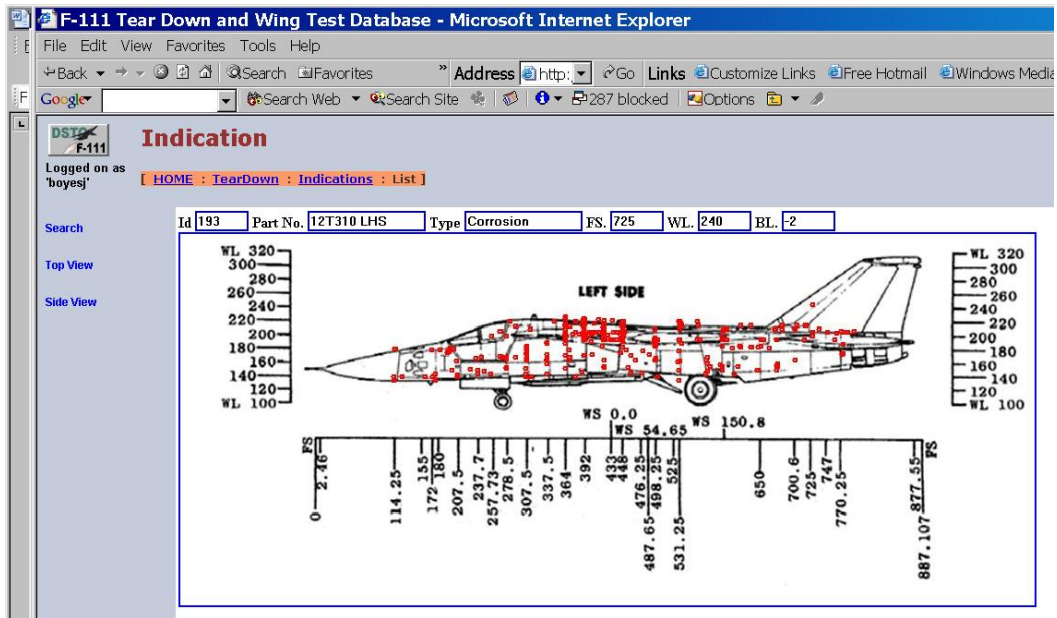 F-111 Tear Down and Wing Test Database - Microsoft Internet Explorer
File Edit View Favorites Tools Help
Back Search Favorites » Address http: Go Links Customize Links Free Hotmail Windows Media
Google Search Web Search Site 287 blocked Options
DSTO F-111
Indication
Logged on as 'boyesj'
[ HOME : TearDown : Indications : List ]
Search
Top View
Side View
Id 193 Part No. 12T310 LHS Type Corrosion FS. 725 WL. 240 BL. -2
WL 320
300
280
260
240
220
200
180
160
140
120
WL 100
LEFT SIDE
WL 320
300
280
260
240
220
200
180
160
140
120
WL 100
WS 0.0
WS 54.65
WS 150.8
FS
0
2.46
114.25
155
172
180
207.5
237.7
257.73
278.5
307.5
337.5
364
392
433
448
476.25
487.65
498.25
525
531.25
650
700.6
725
747
770.25
877.55
887.107
FS